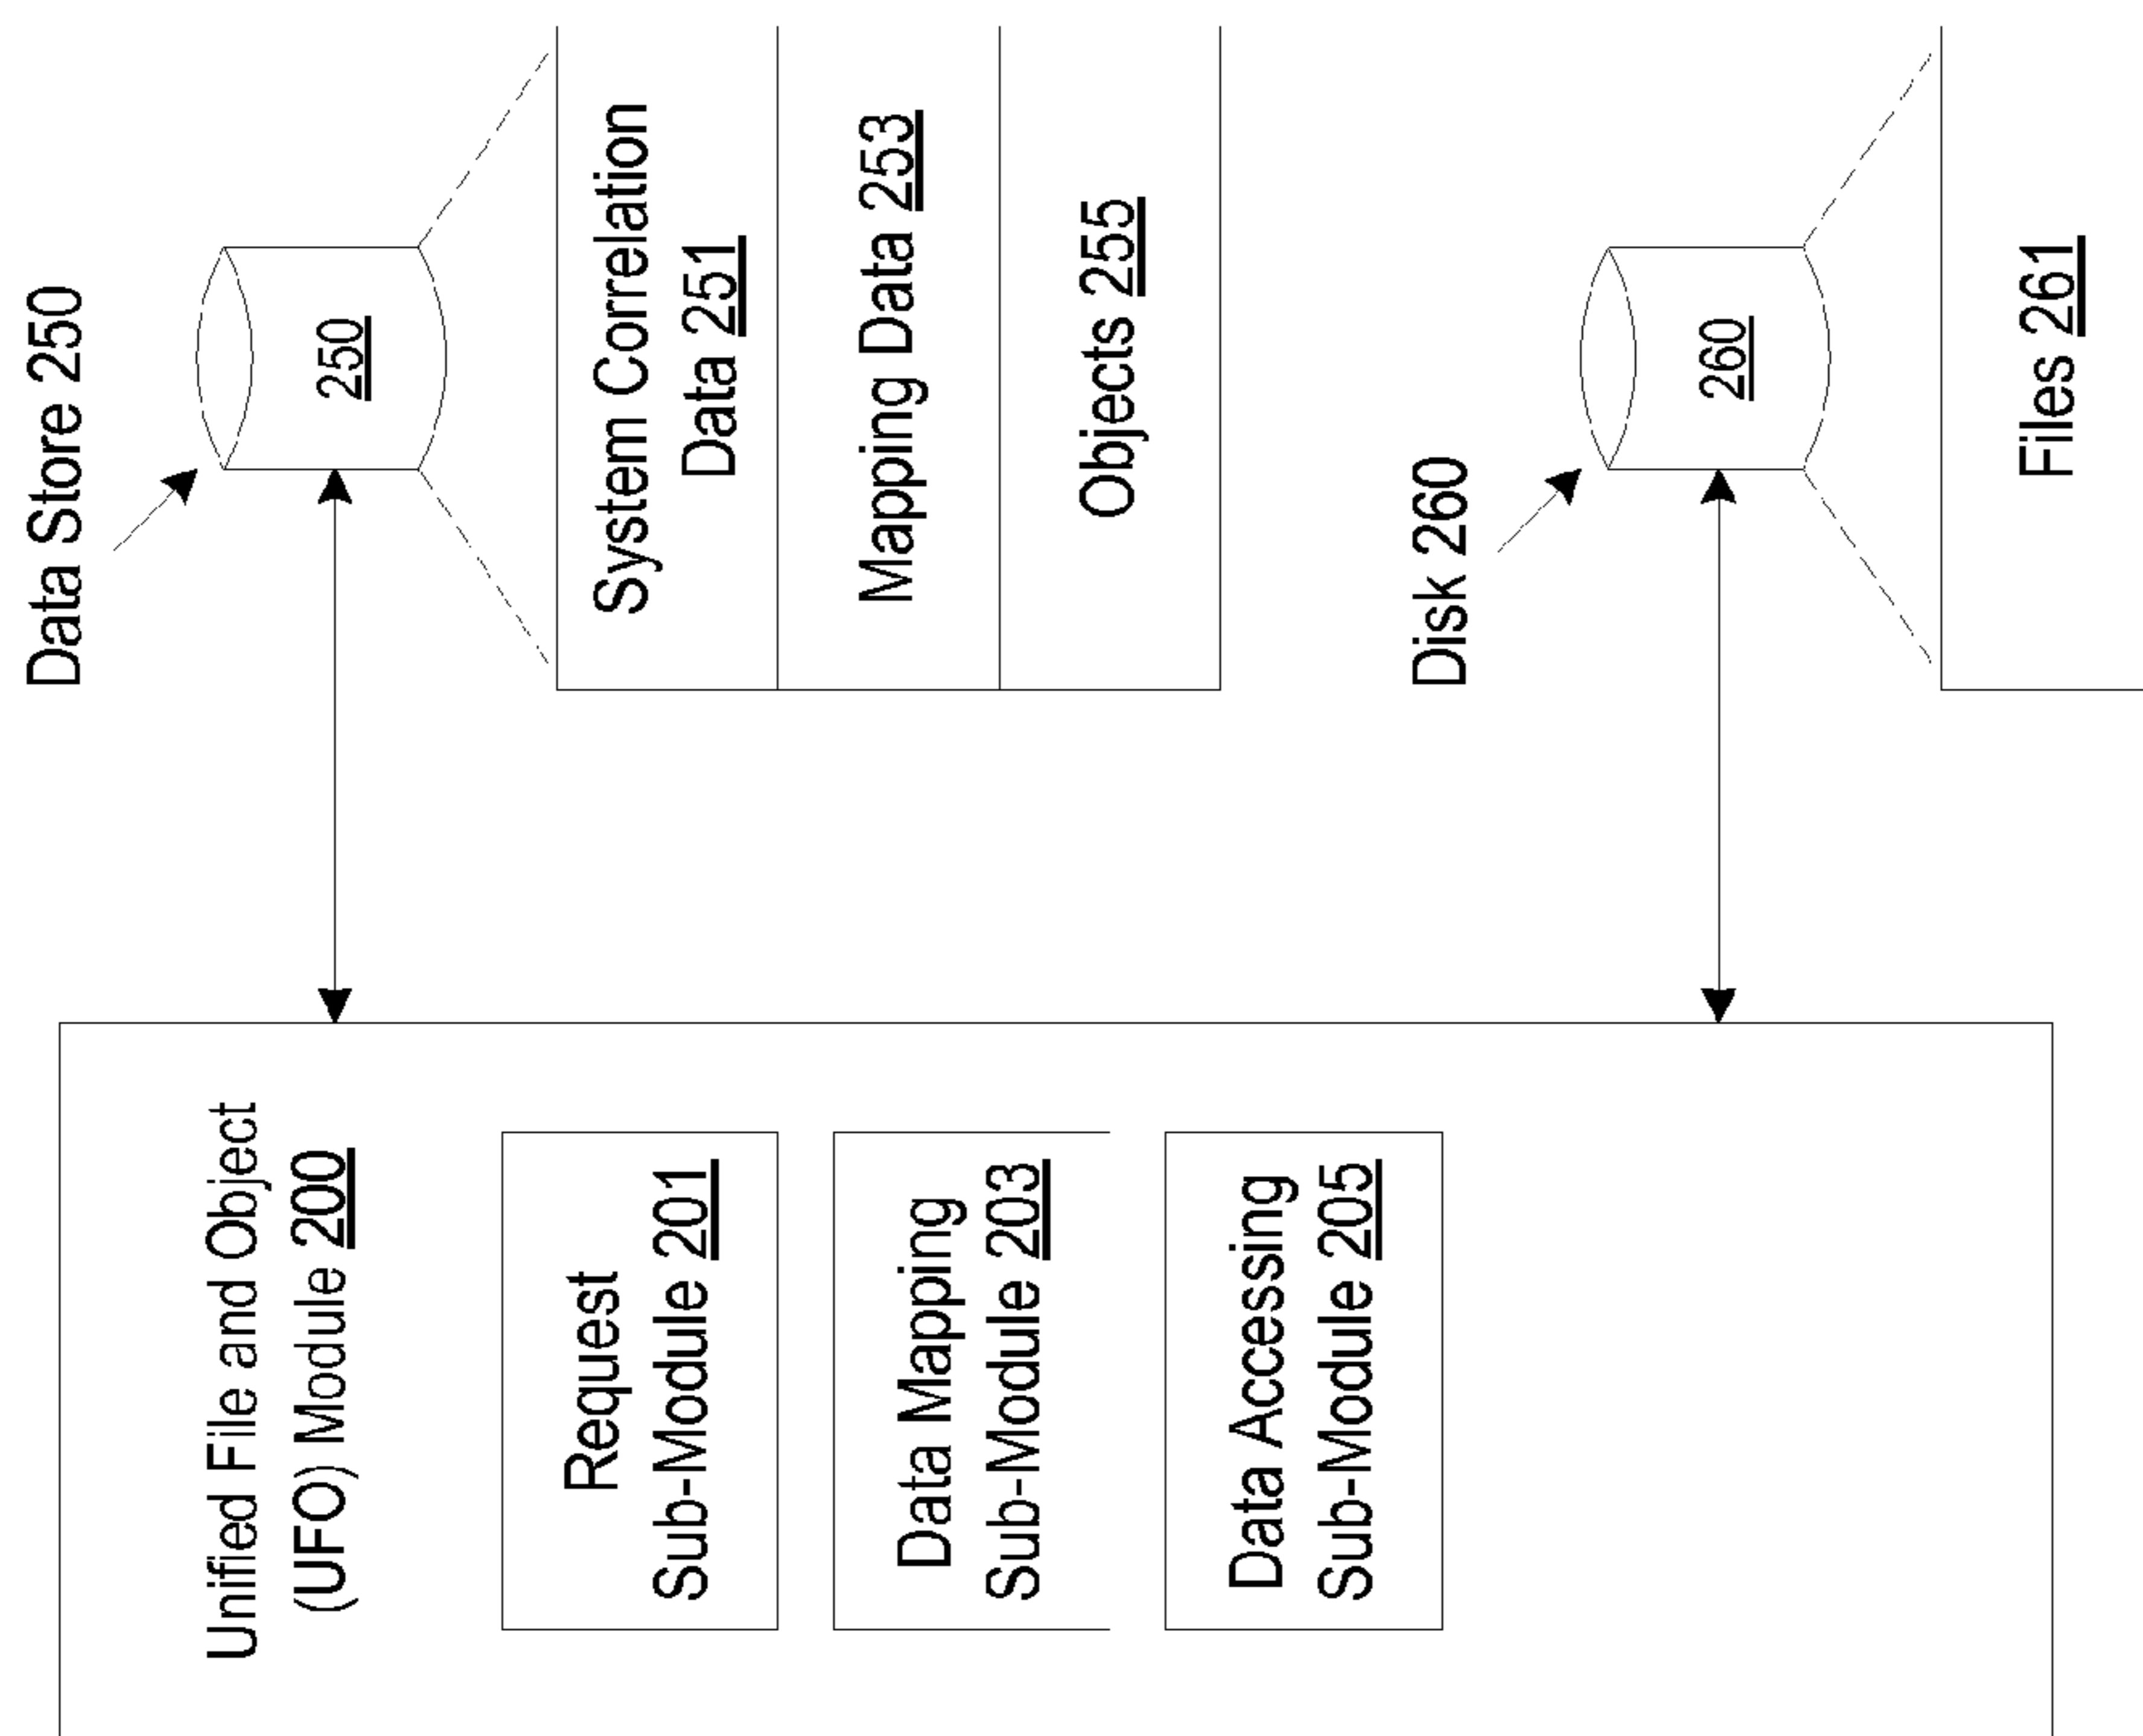 Unified File and Object
(UFO) Module 200
Request
Sub-Module 201
Data Mapping
Sub-Module 203
Data Accessing
Sub-Module 205
Data Store 250
250
System Correlation
Data 251
Mapping Data 253
Objects 255
Disk 260
260
Files 261